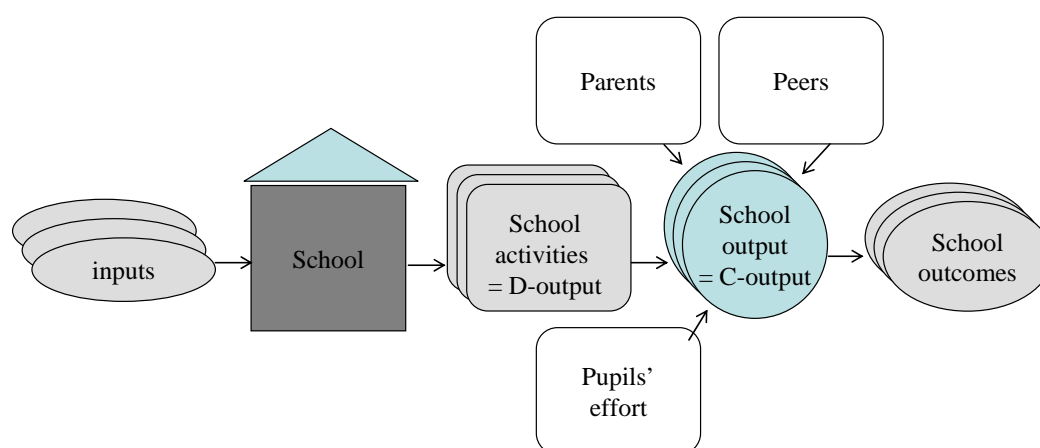 Parents
Peers
inputs
School
School
activities
= D-output
School
output
= C-output
School
outcomes
Pupils’
effort